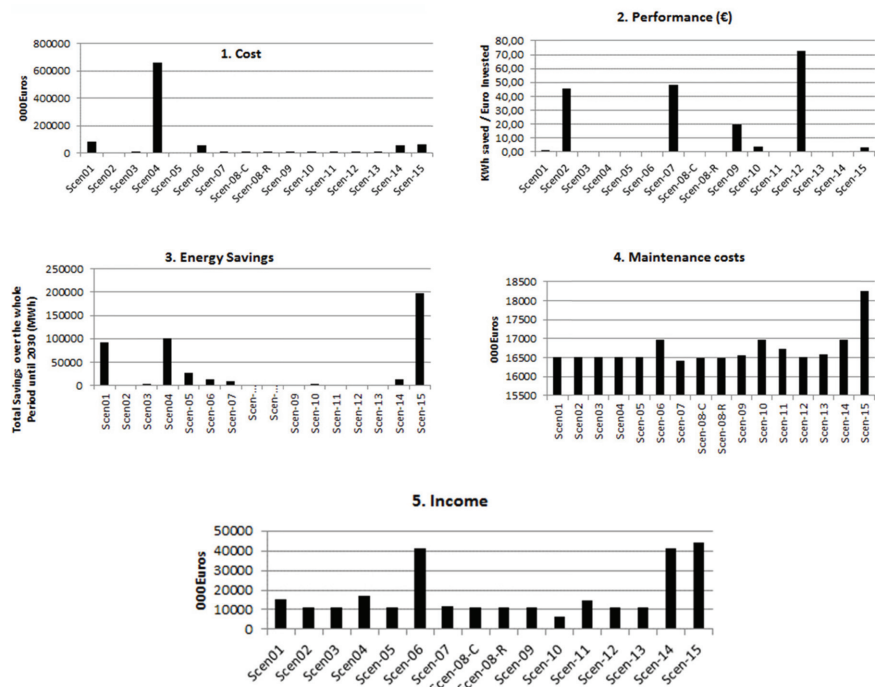 1. Cost
000Euros
800000
600000
400000
200000
0
Scen01
Scen02
Scen03
Scen04
Scen-05
Scen-06
Scen-07
Scen-08-C
Scen-08-R
Scen-09
Scen-10
Scen-11
Scen-12
Scen-13
Scen-14
Scen-15
2. Performance (€)
KWh saved / Euro Invested
80,00
70,00
60,00
50,00
40,00
30,00
20,00
10,00
0,00
Scen01
Scen02
Scen03
Scen04
Scen-05
Scen-06
Scen-07
Scen-08-C
Scen-08-R
Scen-09
Scen-10
Scen-11
Scen-12
Scen-13
Scen-14
Scen-15
3. Energy Savings
Total Savings over the whole
Period until 2030 (MWh)
250000
200000
150000
100000
50000
0
Scen01
Scen02
Scen-03
Scen04
Scen-05
Scen-06
Scen-07
Scen-...
Scen-...
Scen-09
Scen-10
Scen-11
Scen-12
Scen-13
Scen-14
Scen-15
4. Maintenance costs
000Euros
18500
18000
17500
17000
16500
16000
15500
Scen01
Scen02
Scen03
Scen04
Scen-05
Scen-06
Scen-07
Scen-08-C
Scen-08-R
Scen-09
Scen-10
Scen-11
Scen-12
Scen-13
Scen-14
Scen-15
5. Income
000Euros
50000
40000
30000
20000
10000
0
Scen01
Scen02
Scen03
Scen04
Scen-05
Scen-06
Scen-07
Scen-08-C
Scen-08-R
Scen-09
Scen-10
Scen-11
Scen-12
Scen-13
Scen-14
Scen-15